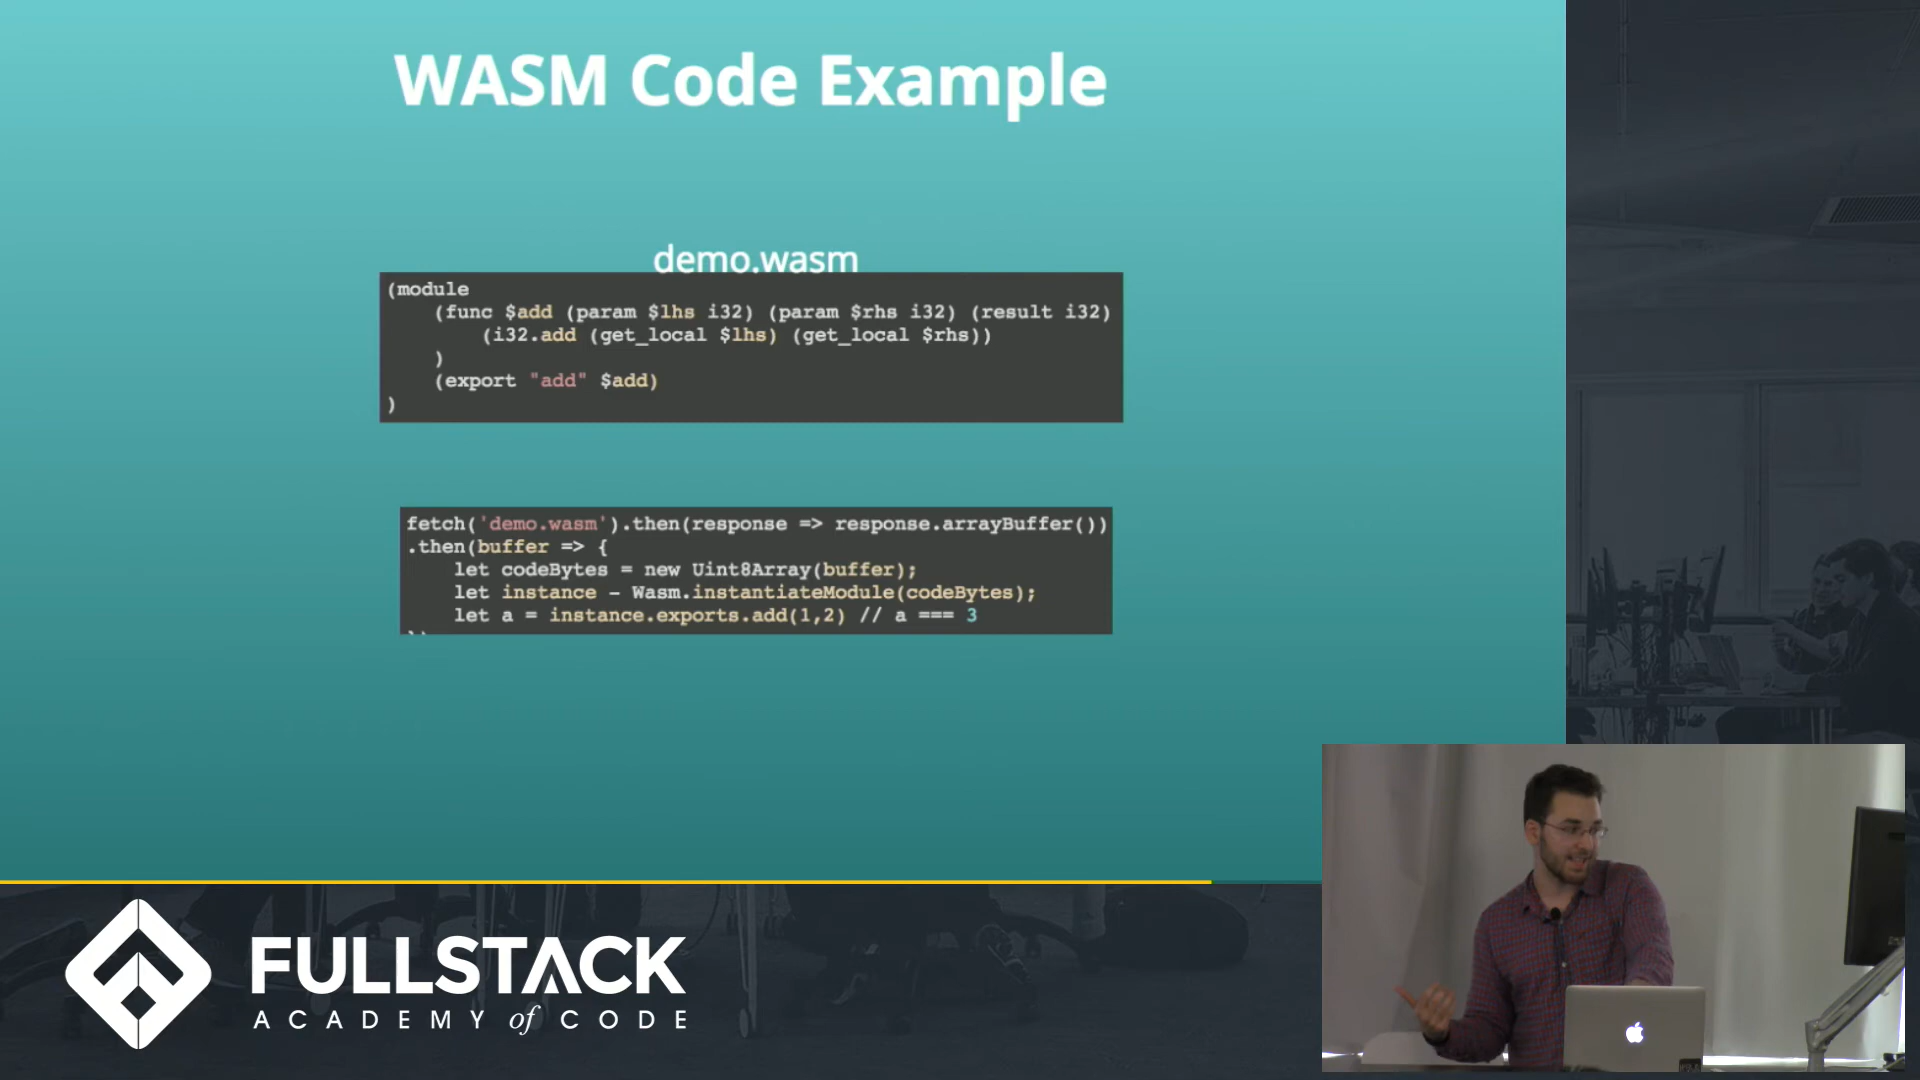 WASM Code Example
demo.wasm
(module
    (func $add (param $lhs i32) (param $rhs i32) (result i32)
        (i32.add (get_local $lhs) (get_local $rhs))
    )
    (export "add" $add)
)
fetch('demo.wasm').then(response => response.arrayBuffer())
.then(buffer => {
    let codeBytes = new Uint8Array(buffer);
    let instance - Wasm.instantiateModule(codeBytes);
    let a = instance.exports.add(1,2) // a === 3
FULLSTACK
ACADEMY of CODE